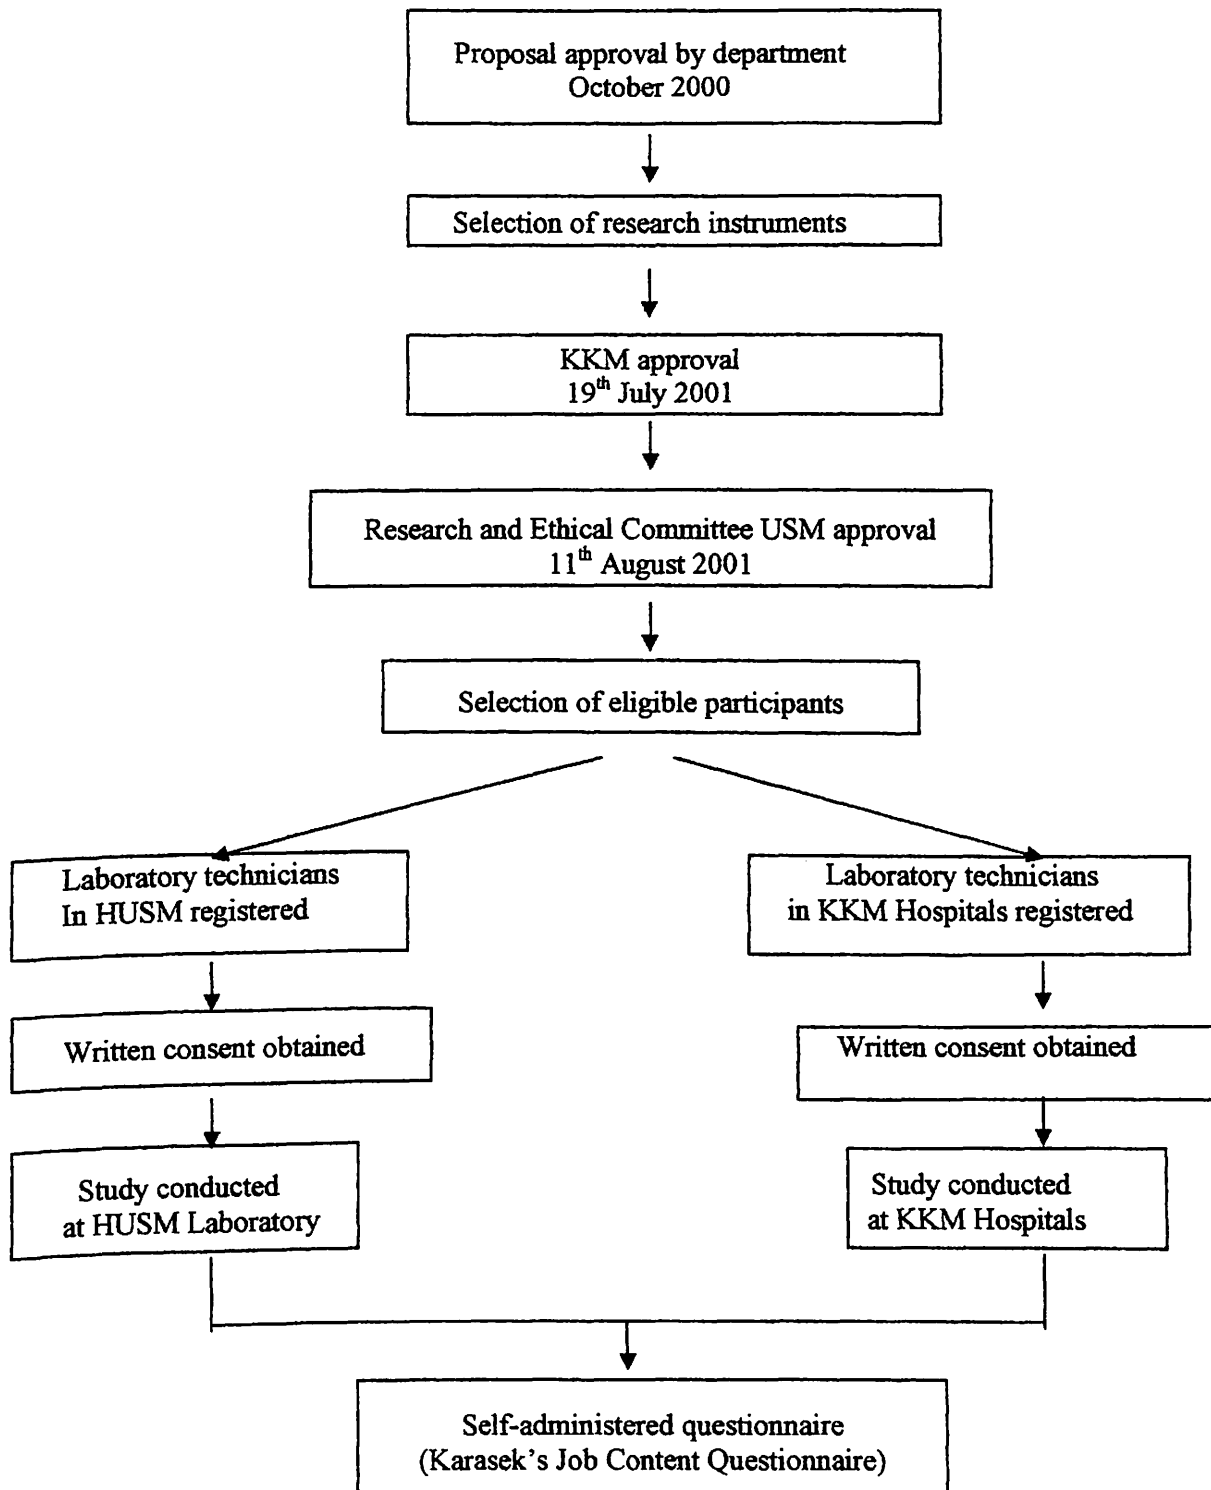 Proposal approval by department
October 2000
Selection of research instruments
KKM approval
19th July 2001
Research and Ethical Committee USM approval
11th August 2001
Selection of eligible participants
Laboratory technicians
In HUSM registered
Written consent obtained
Study conducted
at HUSM Laboratory
Laboratory technicians
in KKM Hospitals registered
Written consent obtained
Study conducted
at KKM Hospitals
Self-administered questionnaire
(Karasek's Job Content Questionnaire)